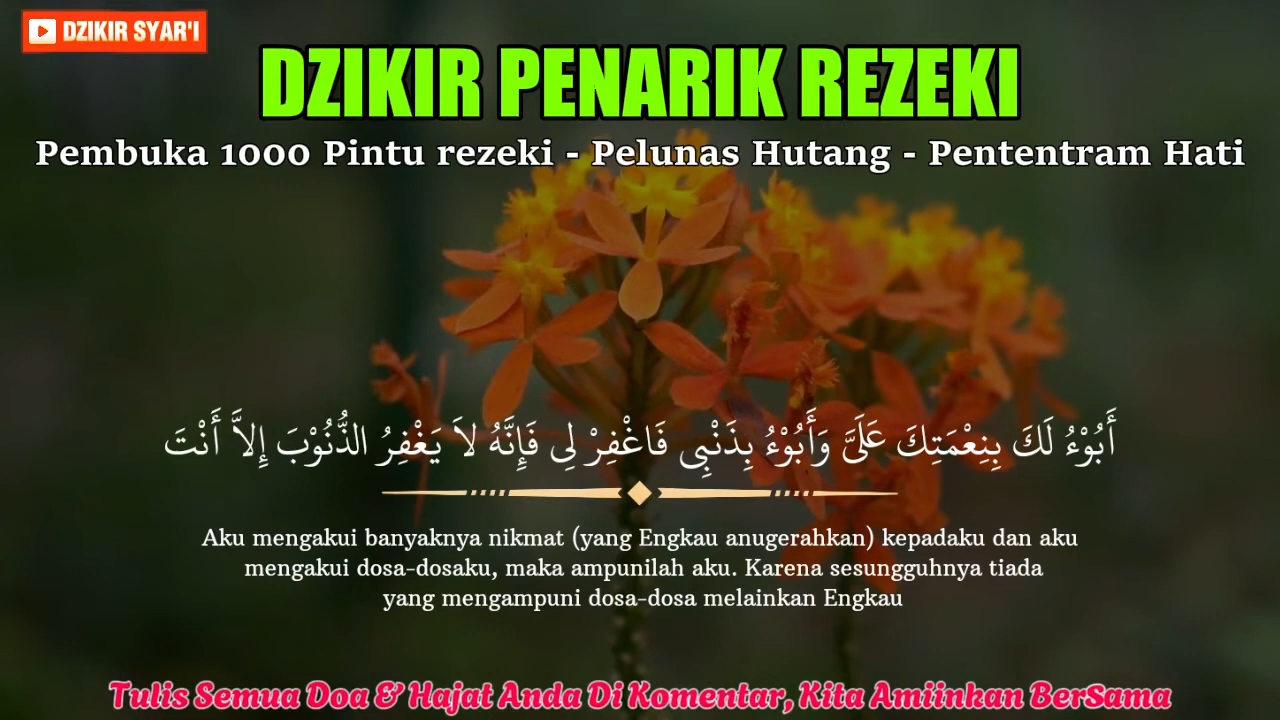 DZIKIR SYAR'I
DZIKIR PENARIK REZEKI
Pembuka 1000 Pintu rezeki - Pelunas Hutang - Pententram Hati
أَبُوْءُ لَكَ بِنِعْمَتِكَ عَلَىَّ وَأَبُوْءُ بِذَنْبِى فَاغْفِرْ لِى فَإِنَّهُ لاَ يَغْفِرُ الذُّنُوْبَ إِلاَّ أَنْتَ
Aku mengakui banyaknya nikmat (yang Engkau anugerahkan) kepadaku dan aku
mengakui dosa-dosaku, maka ampunilah aku. Karena sesungguhnya tiada
yang mengampuni dosa-dosa melainkan Engkau
Tulis Semua Doa & Hajat Anda Di Komentar, Kita Amiinkan BerSama